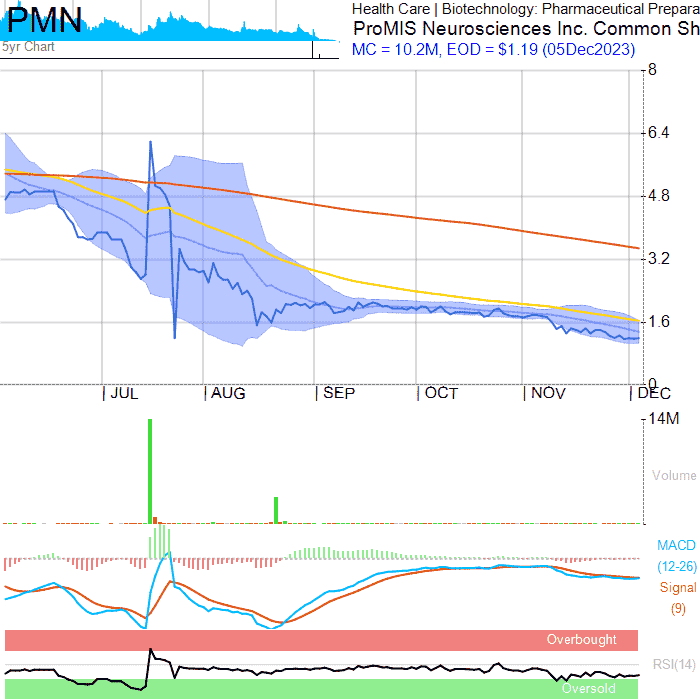 PMN
5yr Chart
Health Care | Biotechnology: Pharmaceutical Prepara
ProMIS Neurosciences Inc. Common Sh
MC = 10.2M, EOD = $1.19 (05Dec2023)
8
6.4
4.8
3.2
1.6
0
JUL
AUG
SEP
OCT
NOV
DEC
14M
Volume
MACD
(12-26)
Signal
(9)
Overbought
RSI(14)
Oversold